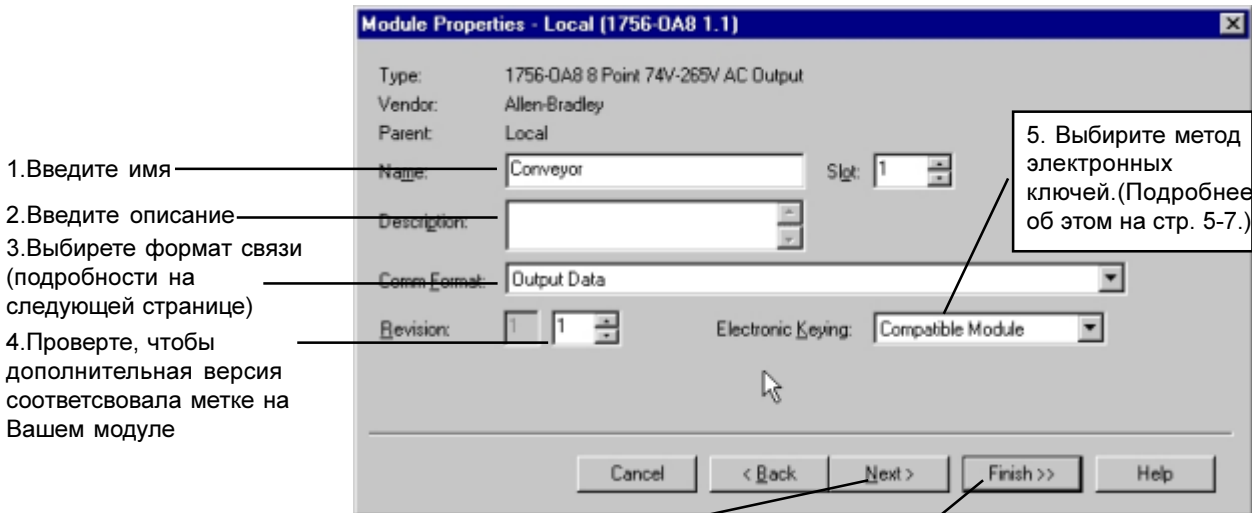 Module Properties - Local (1756-OA8 1.1)
Type: 1756-OA8 8 Point 74V-265V AC Output
Vendor: Allen-Bradley
Parent: Local
Name: Conveyor Slot: 1
Description:
Comm Format: Output Data
Revision: 1 1 Electronic Keying: Compatible Module
Cancel < Back Next > Finish >> Help
1.Введите имя
2.Введите описание
3.Выбирете формат связи
(подробности на
следующей странице)
4.Проверте, чтобы
дополнительная версия
соответсвовала метке на
Вашем модуле
5. Выбирите метод
электронных
ключей.(Подробнее
об этом на стр. 5-7.)